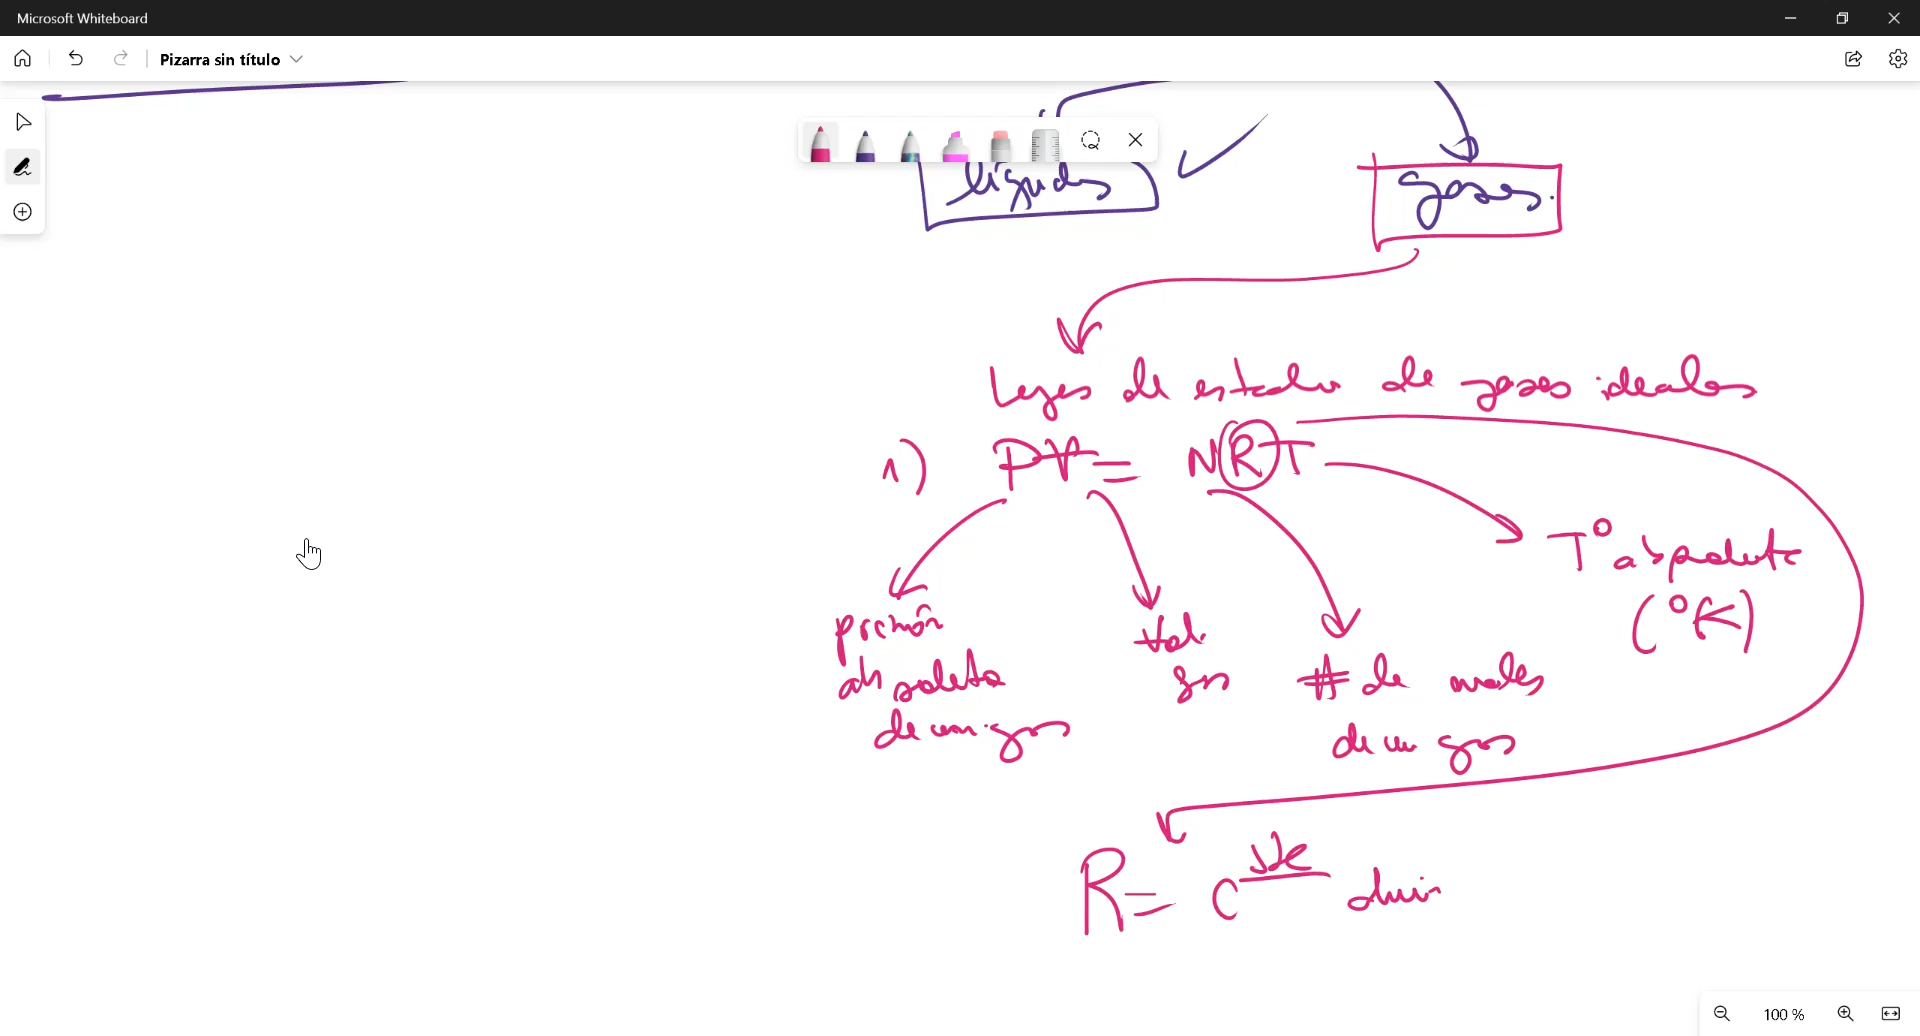 Microsoft Whiteboard
Pizarra sin título
líquidos
gases.
Leyes de estado de gases ideales
1) PV = NRT
T° absoluta
(°K)
presión
absoluta
de un gas
Vol.
gas
# de moles
de un gas
R = Cte
100 %